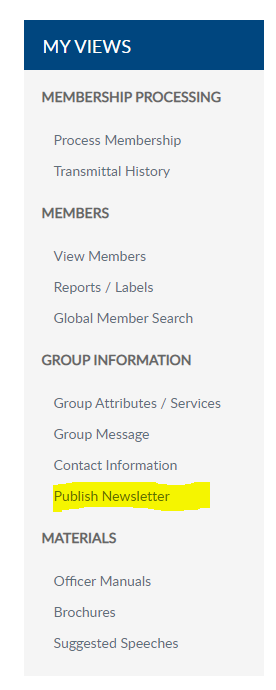 MY VIEWS
MEMBERSHIP PROCESSING
Process Membership
Transmittal History
MEMBERS
View Members
Reports / Labels
Global Member Search
GROUP INFORMATION
Group Attributes / Services
Group Message
Contact Information
Publish Newsletter
MATERIALS
Officer Manuals
Brochures
Suggested Speeches